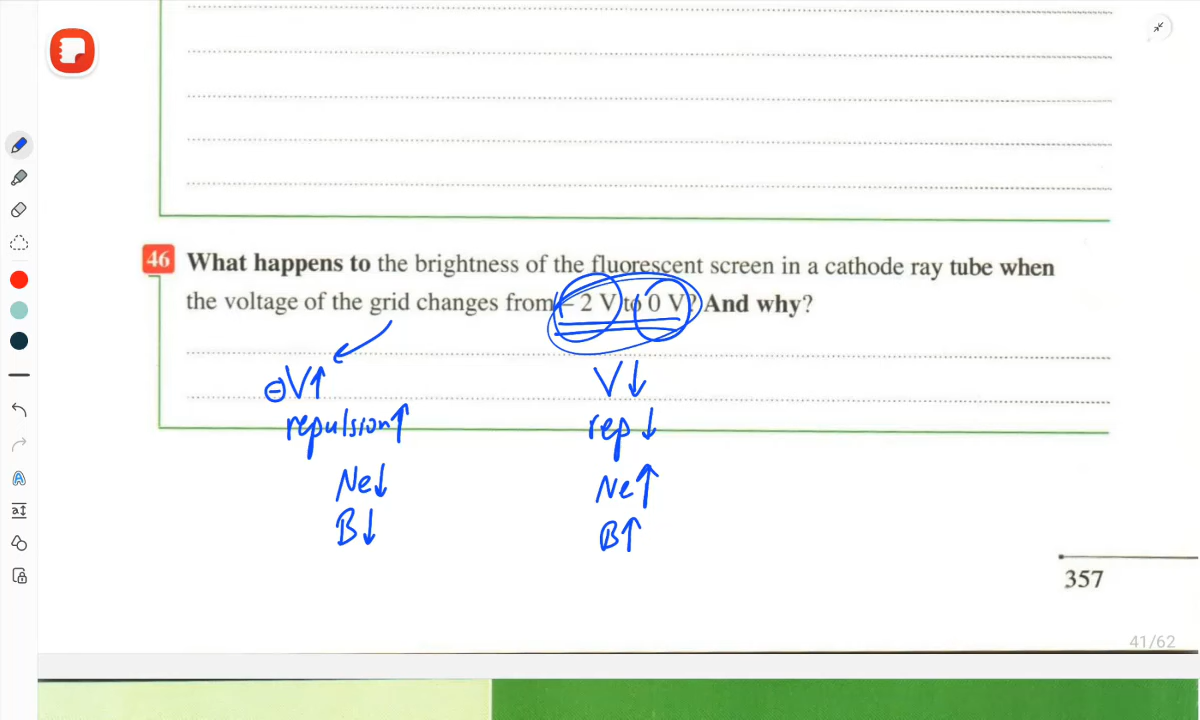 46 What happens to the brightness of the fluorescent screen in a cathode ray tube when
the voltage of the grid changes from – 2 V to 0 V? And why?
⊖V↑
repulsion↑
Ne↓
B↓
V↓
rep↓
Ne↑
B↑
357
41/62